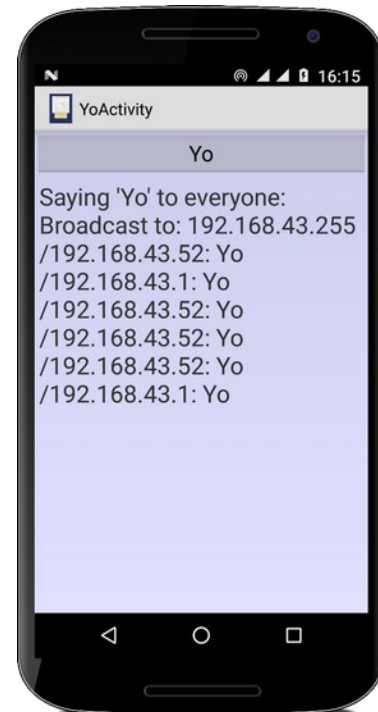 16:15
YoActivity
Yo
Saying 'Yo' to everyone:
Broadcast to: 192.168.43.255
/192.168.43.52: Yo
/192.168.43.1: Yo
/192.168.43.52: Yo
/192.168.43.52: Yo
/192.168.43.52: Yo
/192.168.43.1: Yo